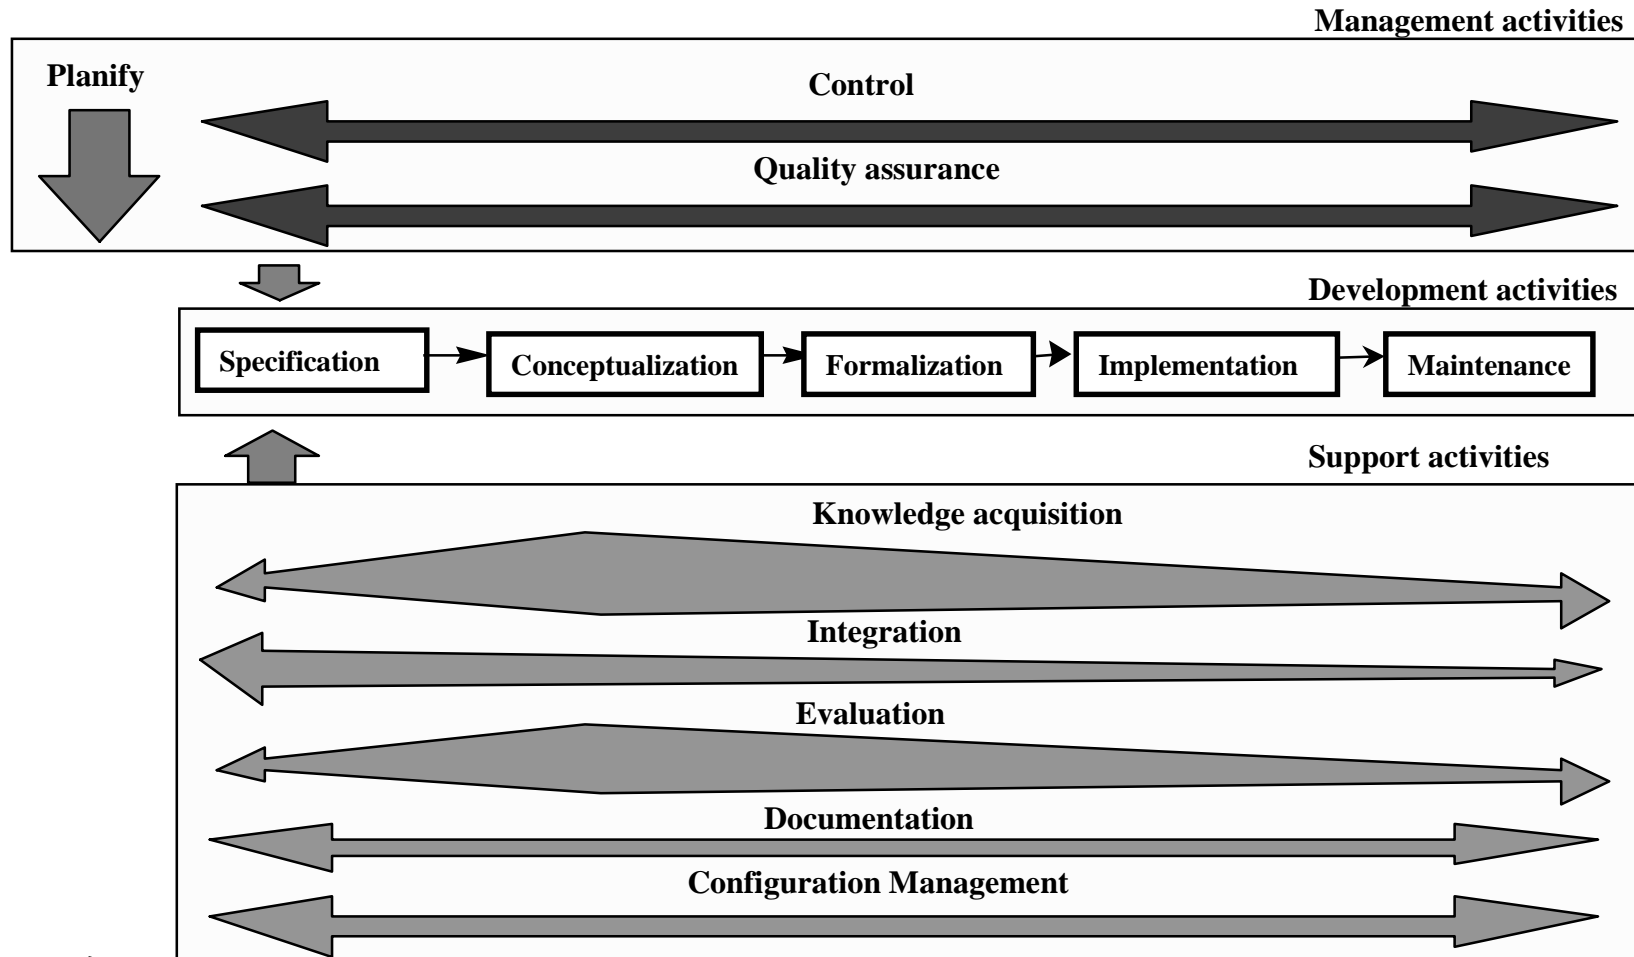 Management activities
Planify
Control
Quality assurance
Development activities
Specification
Conceptualization
Formalization
Implementation
Maintenance
Support activities
Knowledge acquisition
Integration
Evaluation
Documentation
Configuration Management